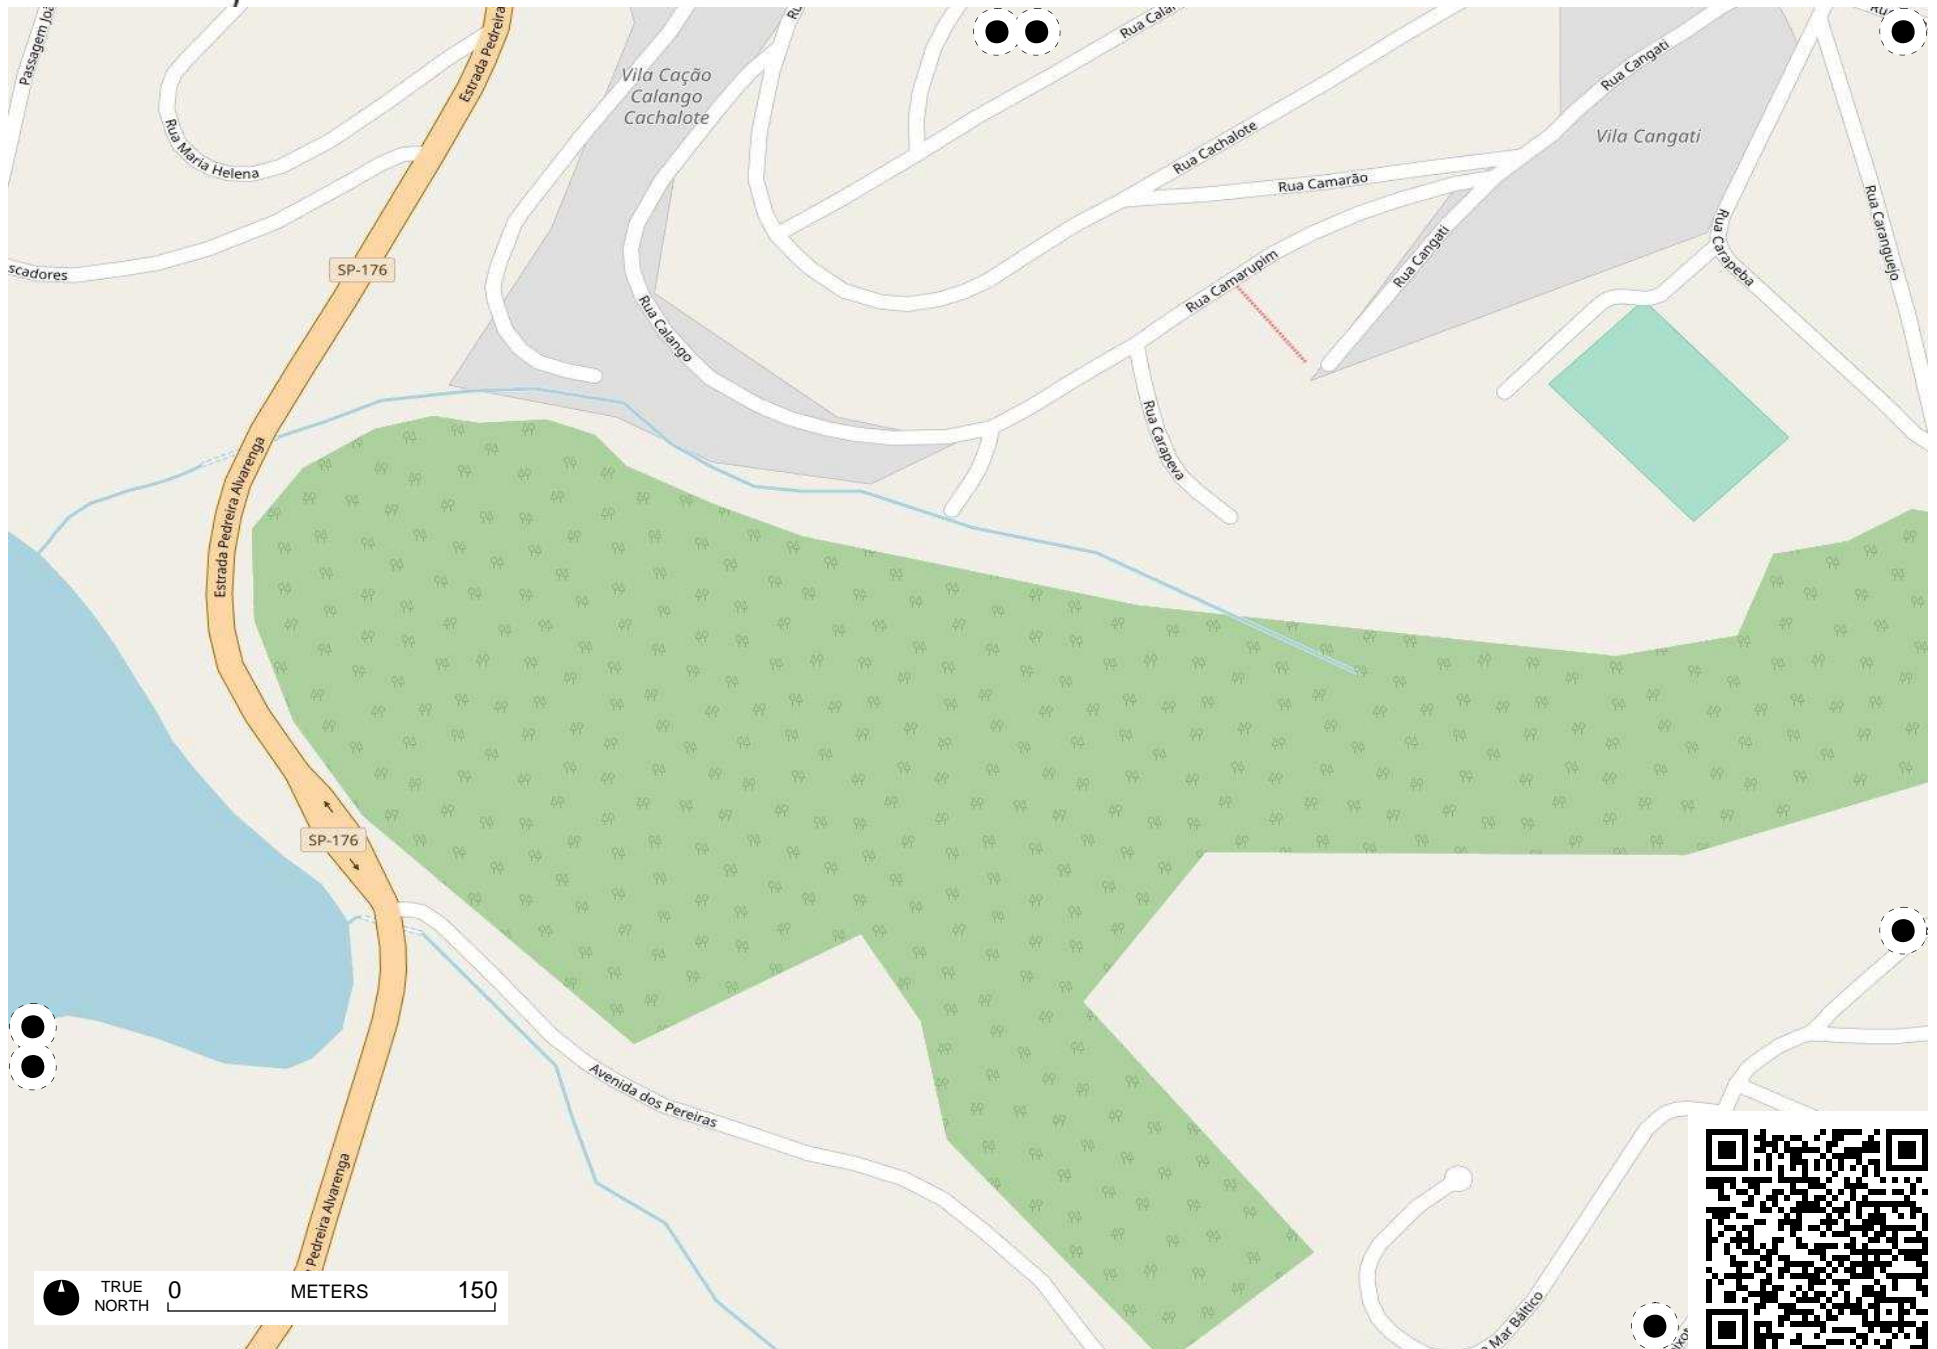 Estrada Pedreira
Rua Calan
Vila Cação
Calango
Cachalote
Rua Cangati
Vila Cangati
Rua Cachalote
Rua Maria Helena
Rua Camarão
Rua Caranguejo
Rua Carapeba
Rua Cangati
scadores
SP-176
Rua Camarupim
Rua Calango
Rua Carapeva
Estrada Pedreira Alvarenga
SP-176
Avenida dos Pereiras
Pedreira Alvarenga
TRUE
NORTH
0 METERS 150
Mar Báltico